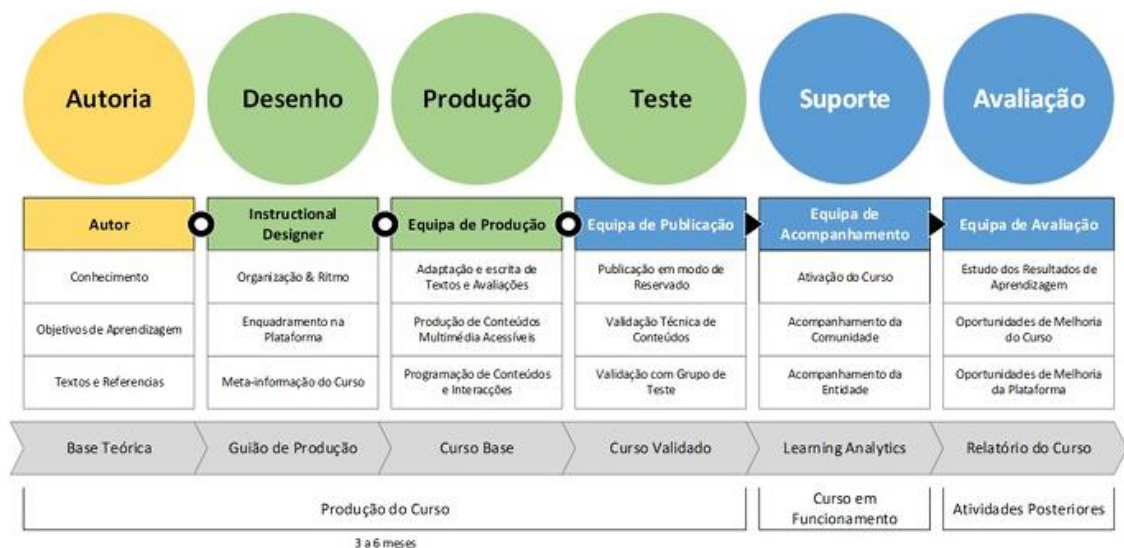 Autoria
Desenho
Produção
Teste
Suporte
Avaliação
Autor
Instructional
Designer
Equipa de Produção
Equipa de Publicação
Equipa de
Acompanhamento
Equipa de Avaliação
Conhecimento
Organização & Ritmo
Adaptação e escrita de
Textos e Avaliações
Publicação em modo de
Reservado
Ativação do Curso
Estudo dos Resultados de
Aprendizagem
Objetivos de Aprendizagem
Enquadramento na
Plataforma
Produção de Conteúdos
Multimédia Acessíveis
Validação Técnica de
Conteúdos
Acompanhamento da
Comunidade
Oportunidades de Melhoria
do Curso
Textos e Referencias
Meta-informação do Curso
Programação de Conteúdos
e Interacções
Validação com Grupo de
Teste
Acompanhamento da
Entidade
Oportunidades de Melhoria
da Plataforma
Base Teórica
Guião de Produção
Curso Base
Curso Validado
Learning Analytics
Relatório do Curso
Produção do Curso
Curso em
Funcionamento
Atividades Posteriores
3 a 6 meses